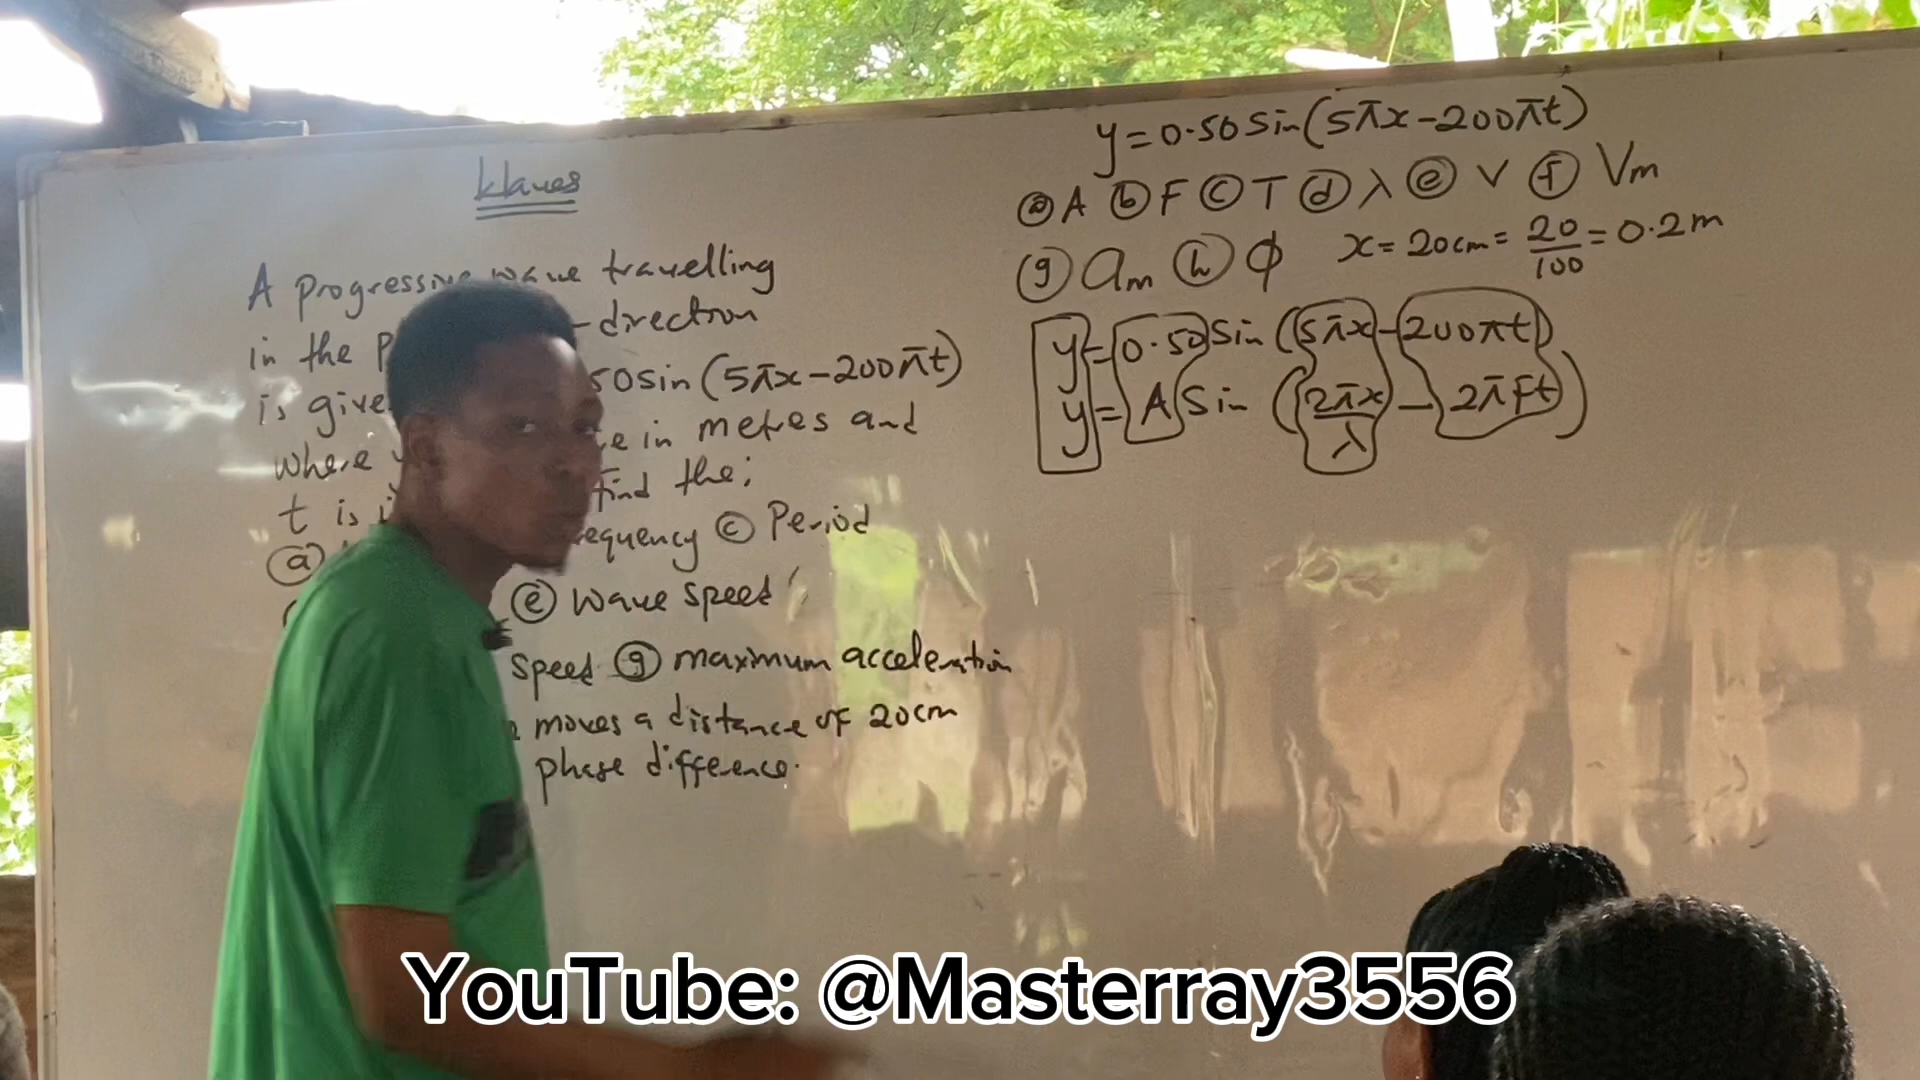 Waves
A progressive wave travelling
in the P -direction
is give 50sin(5πx-200πt)
where e in metres and
t is i find the;
ⓐ equency ⓒ Period
ⓔ wave speed
speed ⓖ maximum acceleration
moves a distance of 20cm
phase difference.
y=0.50sin(5πx-200πt)
ⓐ A ⓑ F ⓒ T ⓓ λ ⓔ V ⓕ Vm
ⓖ am ⓗ ϕ x=20cm=20/100=0.2m
y=0.50sin(5πx-200πt)
y=A sin(2πx/λ - 2πft)
YouTube: @Masterray3556